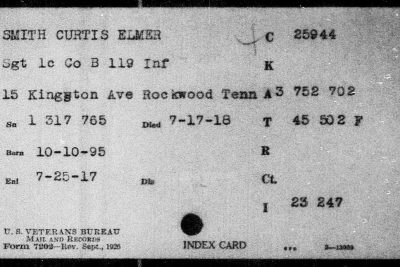 SMITH CURTIS ELMER C 25944
Sgt 1c Co B 119 Inf K
15 Kingston Ave Rockwood Tenn A 3 752 702
Sn 1 317 765 Died 7-17-18 T 45 502 F
Born 10-10-95 R
Enl 7-25-17 Dis Ct.
I 23 247
U. S. VETERANS BUREAU
MAIL AND RECORDS
Form 7202—Rev. Sept., 1926 INDEX CARD